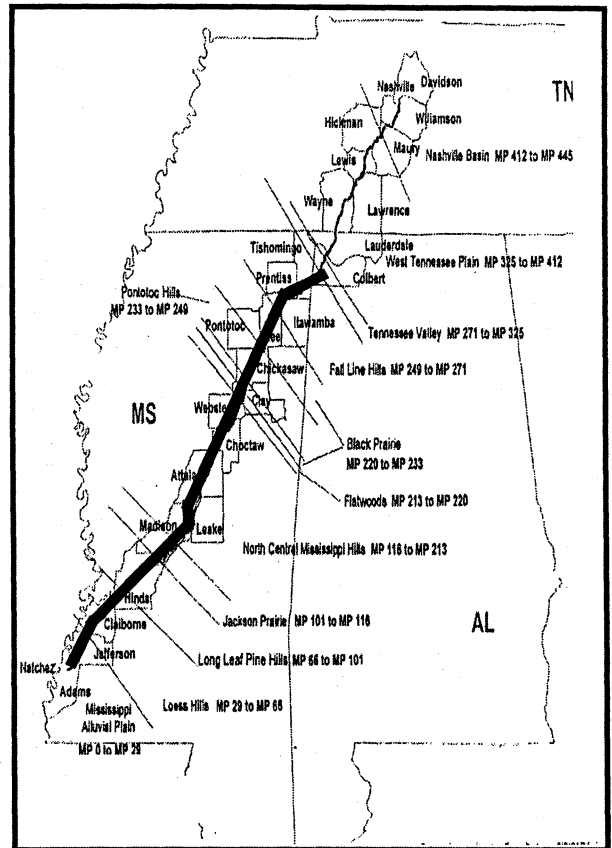 Nashville
Davidson
TN
Williamson
Hickman
Maury
Lewis
Nashville Basin MP 412 to MP 445
Wayne
Lawrence
Tishomingo
Lauderdale
West Tennessee Plain MP 325 to MP 412
Prentiss
Colbert
Pontotoc Hills
MP 233 to MP 249
Itawamba
Pontotoc
Lee
Tennessee Valley MP 271 to MP 325
Chickasaw
Fall Line Hills MP 249 to MP 271
MS
Webster
Clay
Choctaw
Black Prairie
MP 220 to MP 233
Attala
Flatwoods MP 213 to MP 220
Madison
Leake
North Central Mississippi Hills MP 116 to MP 213
Hinds
Jackson Prairie MP 101 to MP 116
AL
Claiborne
Jefferson
Long Leaf Pine Hills MP 66 to MP 101
Natchez
Adams
Loess Hills MP 29 to MP 66
Mississippi
Alluvial Plain
MP 0 to MP 29